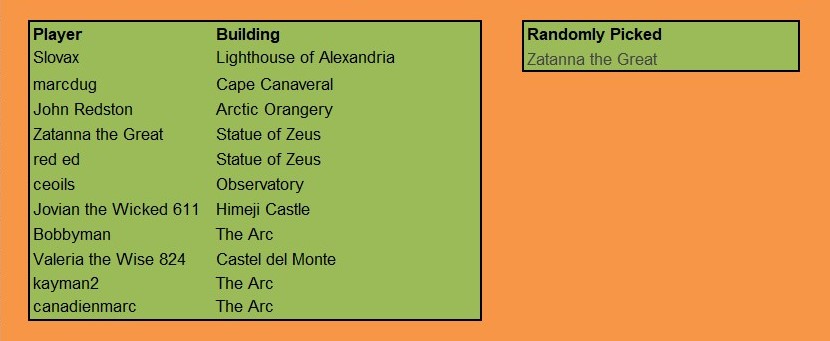 Player Building
Slovax Lighthouse of Alexandria
marcdug Cape Canaveral
John Redston Arctic Orangery
Zatanna the Great Statue of Zeus
red ed Statue of Zeus
ceoils Observatory
Jovian the Wicked 611 Himeji Castle
Bobbyman The Arc
Valeria the Wise 824 Castel del Monte
kayman2 The Arc
canadienmarc The Arc
Randomly Picked
Zatanna the Great